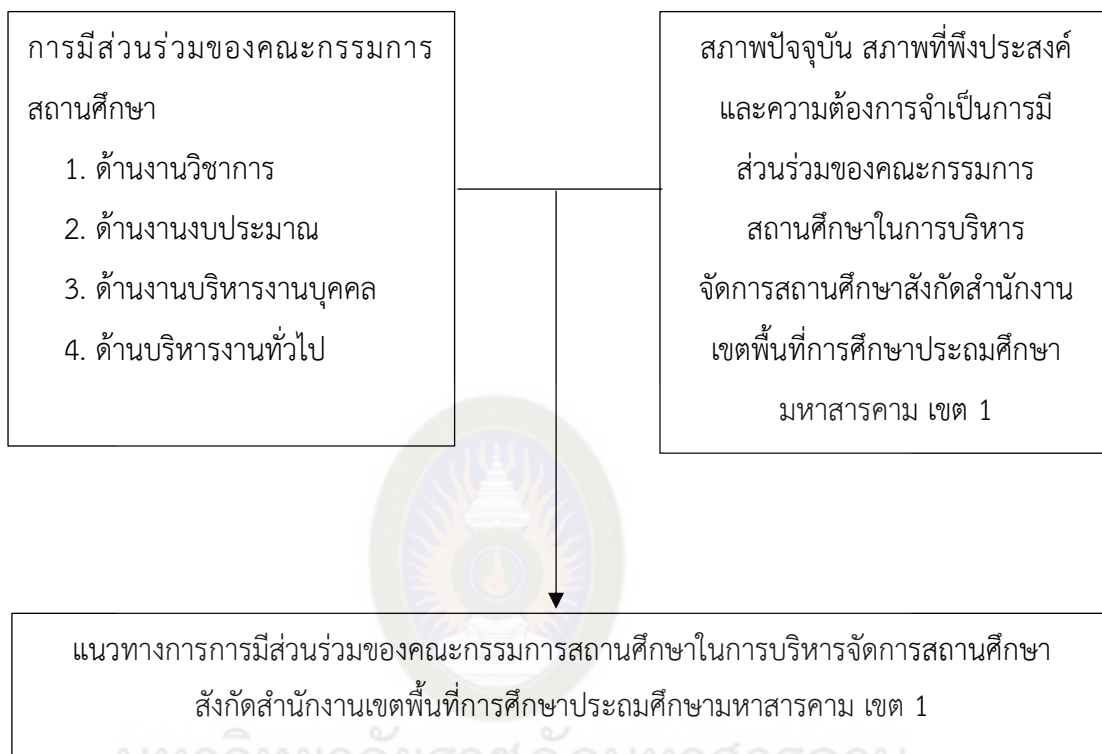 การมีส่วนร่วมของคณะกรรมการ
สถานศึกษา
1. ด้านงานวิชาการ
2. ด้านงานงบประมาณ
3. ด้านงานบริหารงานบุคคล
4. ด้านบริหารงานทั่วไป
สภาพปัจจุบัน สภาพที่พึงประสงค์
และความต้องการจำเป็นการมี
ส่วนร่วมของคณะกรรมการ
สถานศึกษาในการบริหาร
จัดการสถานศึกษาสังกัดสำนักงาน
เขตพื้นที่การศึกษาประถมศึกษา
มหาสารคาม เขต 1
แนวทางการการมีส่วนร่วมของคณะกรรมการสถานศึกษาในการบริหารจัดการสถานศึกษา
สังกัดสำนักงานเขตพื้นที่การศึกษาประถมศึกษามหาสารคาม เขต 1